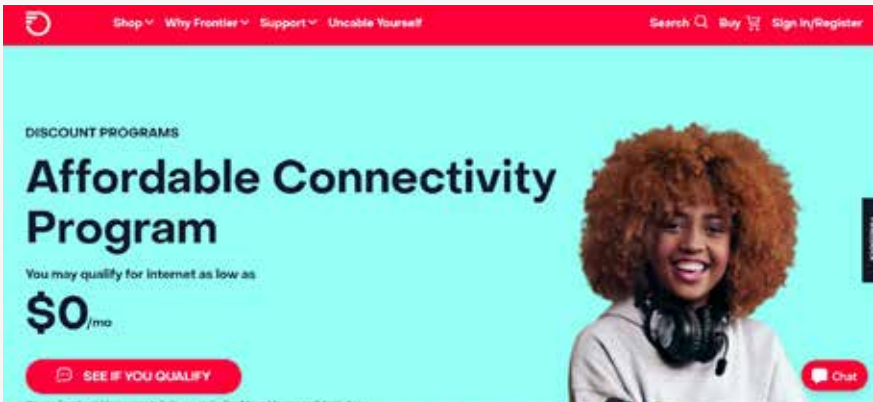 Shop Why Frontier Support Uncable Yourself Search Buy Sign In/Register
DISCOUNT PROGRAMS
Affordable Connectivity
Program
You may qualify for internet as low as
$0/mo
SEE IF YOU QUALIFY
Chat